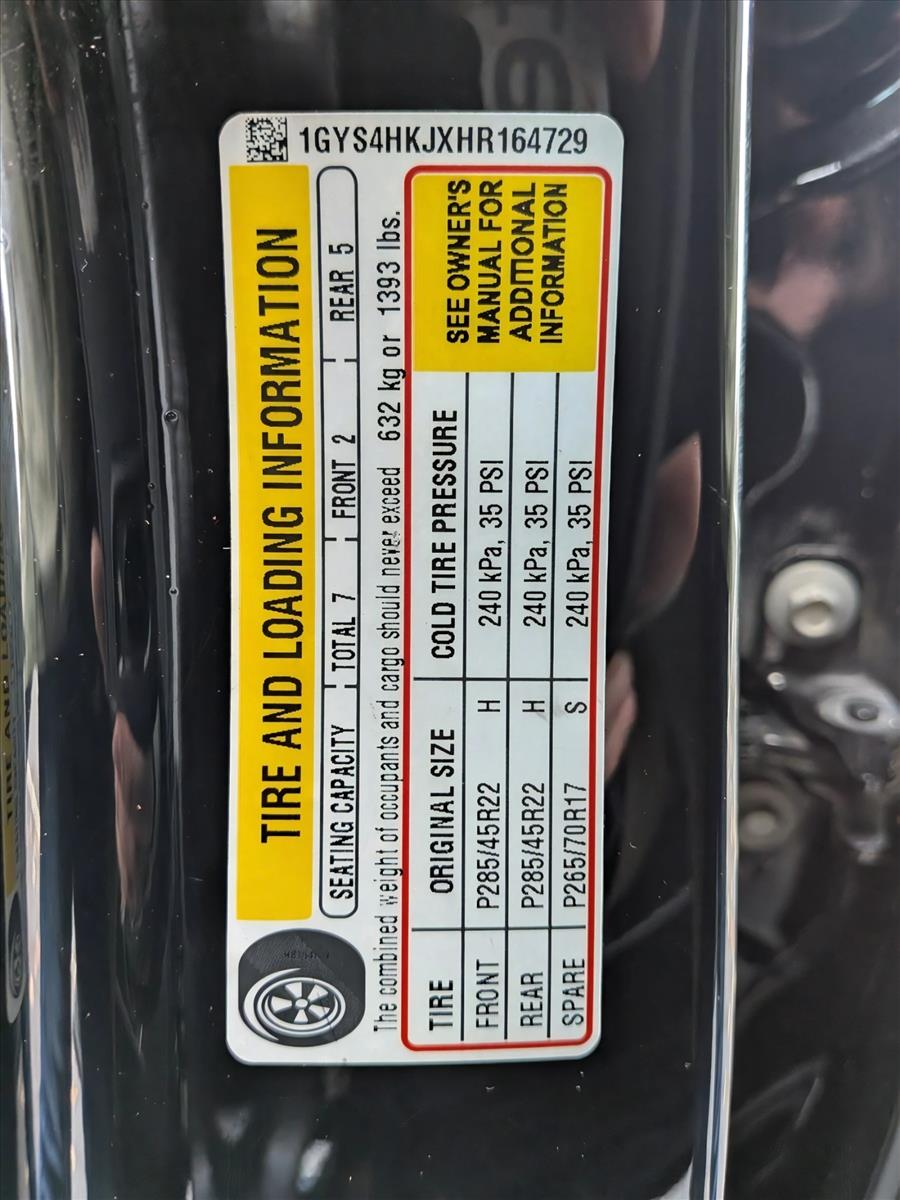 1GYS4HKJXHR164729
TIRE AND LOADING INFORMATION
SEATING CAPACITY TOTAL 7 FRONT 2 REAR 5
The combined weight of occupants and cargo should never exceed 632 kg or 1393 lbs.
TIRE ORIGINAL SIZE COLD TIRE PRESSURE
FRONT P285/45R22 H 240 kPa, 35 PSI
REAR P285/45R22 H 240 kPa, 35 PSI
SPARE P265/70R17 S 240 kPa, 35 PSI
SEE OWNER'S
MANUAL FOR
ADDITIONAL
INFORMATION